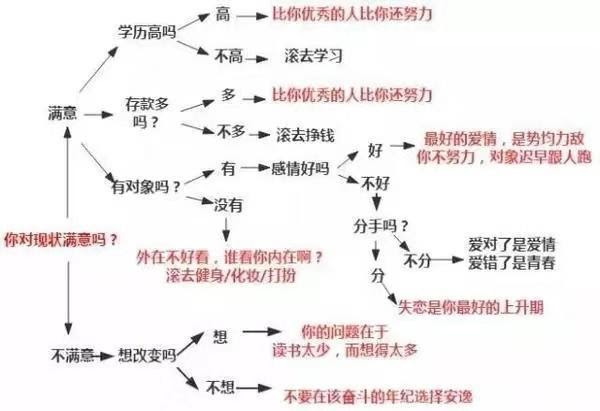 学历高吗
高
比你优秀的人比你还努力
不高
滚去学习
满意
存款多
吗？
多
比你优秀的人比你还努力
不多
滚去挣钱
有对象吗？
有
感情好吗
好
最好的爱情，是势均力敌
你不努力，对象迟早跟人跑
不好
没有
外在不好看，谁看你内在啊？
滚去健身/化妆/打扮
分手吗？
不分
爱对了是爱情
爱错了是青春
分
失恋是你最好的上升期
你对现状满意吗？
不满意
想改变吗
想
你的问题在于
读书太少，而想得太多
不想
不要在该奋斗的年纪选择安逸